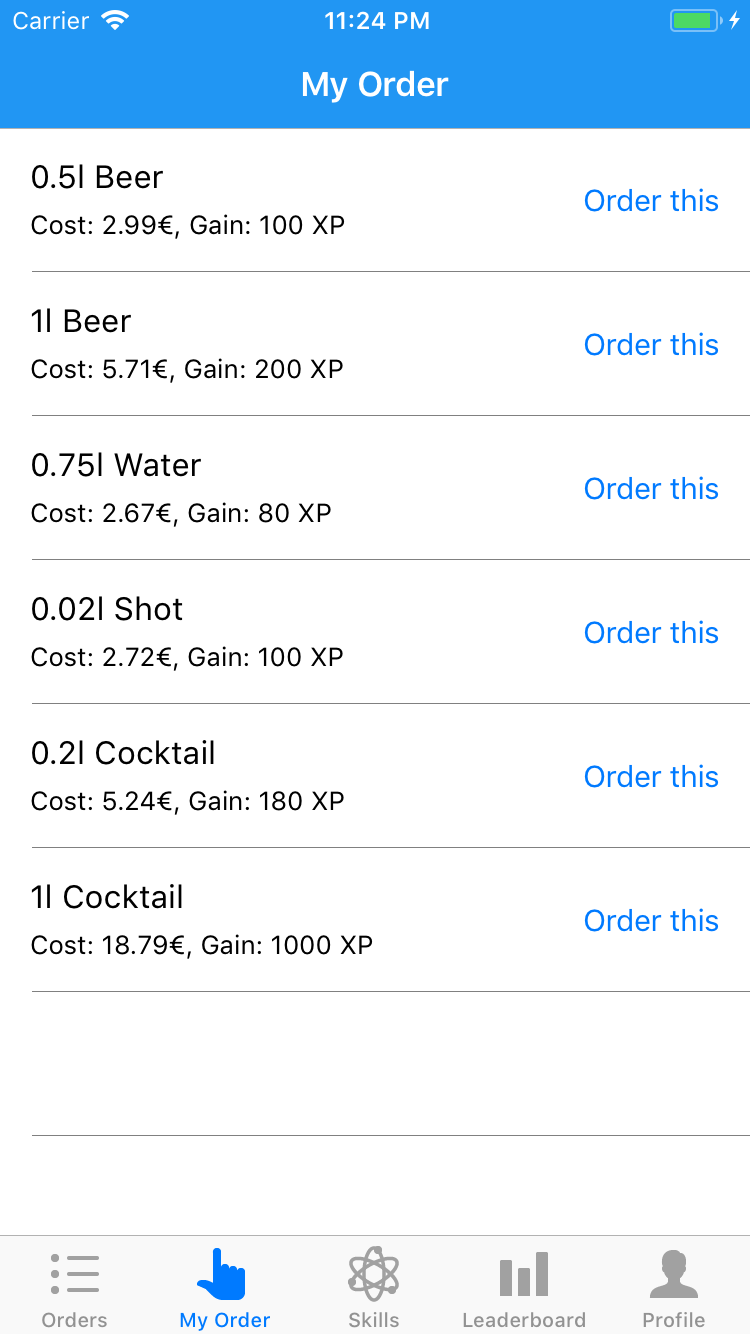 Carrier 11:24 PM
My Order
0.5l Beer
Order this
Cost: 2.99€, Gain: 100 XP
1l Beer
Order this
Cost: 5.71€, Gain: 200 XP
0.75l Water
Order this
Cost: 2.67€, Gain: 80 XP
0.02l Shot
Order this
Cost: 2.72€, Gain: 100 XP
0.2l Cocktail
Order this
Cost: 5.24€, Gain: 180 XP
1l Cocktail
Order this
Cost: 18.79€, Gain: 1000 XP
Orders My Order Skills Leaderboard Profile